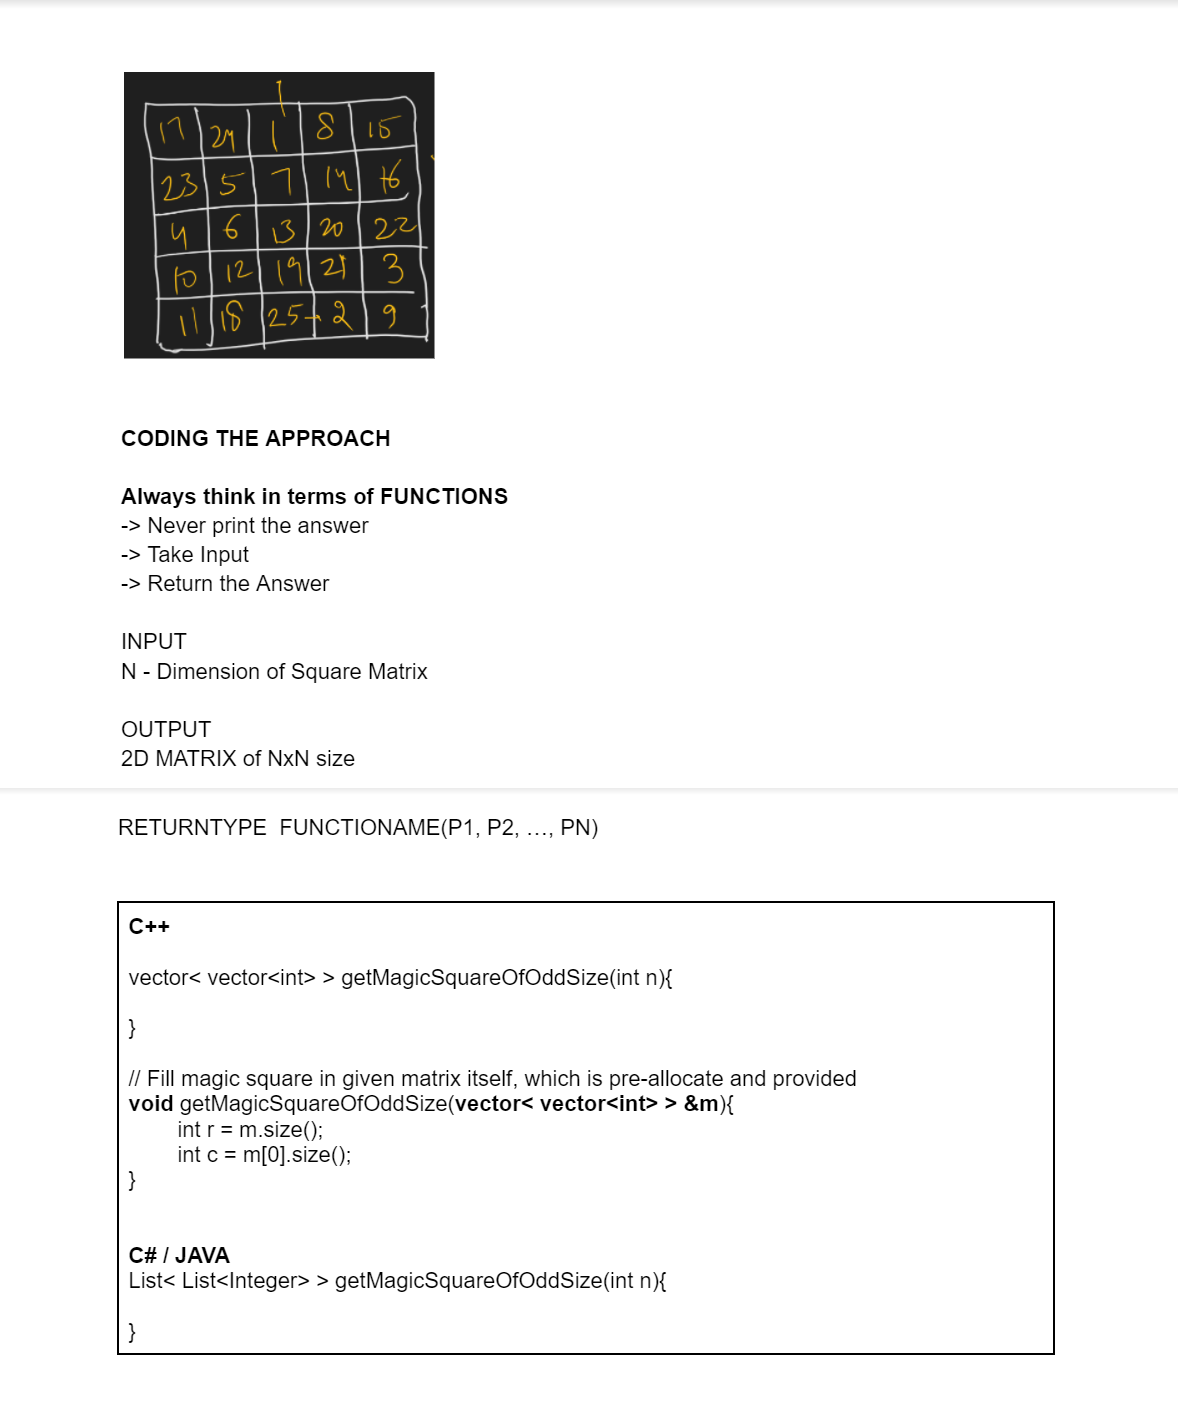 17 24 1 8 15
23 5 7 14 16
4 6 13 20 22
10 12 19 21 3
11 18 25 2 9
CODING THE APPROACH
Always think in terms of FUNCTIONS
-> Never print the answer
-> Take Input
-> Return the Answer
INPUT
N - Dimension of Square Matrix
OUTPUT
2D MATRIX of NxN size
RETURNTYPE FUNCTIONAME(P1, P2, ..., PN)
C++
vector< vector<int> > getMagicSquareOfOddSize(int n){
}
// Fill magic square in given matrix itself, which is pre-allocate and provided
void getMagicSquareOfOddSize(vector< vector<int> > &m){
int r = m.size();
int c = m[0].size();
}
C# / JAVA
List< List<Integer> > getMagicSquareOfOddSize(int n){
}